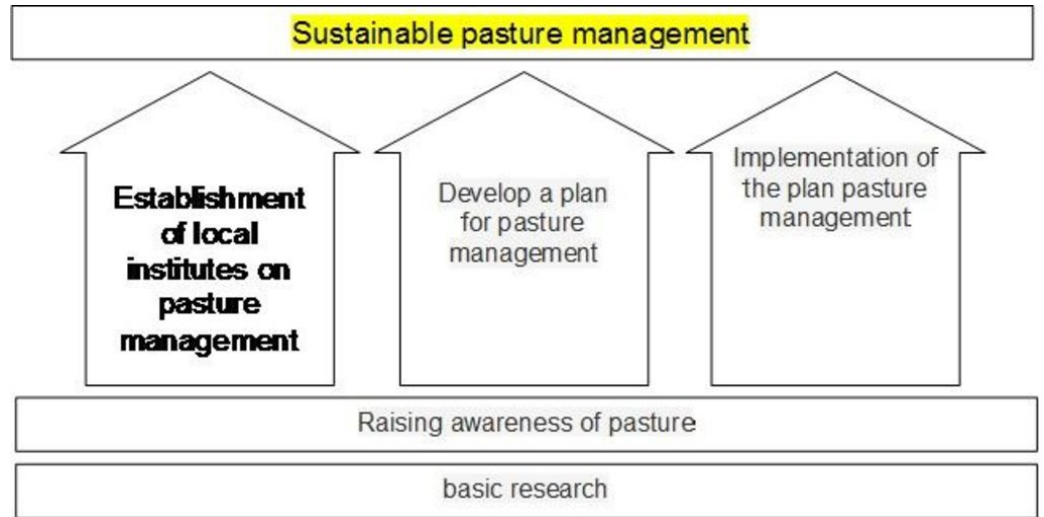 Sustainable pasture management
Establishment
of local
institutes on
pasture
management
Develop a plan
for pasture
management
Implementation of
the plan pasture
management
Raising awareness of pasture
basic research